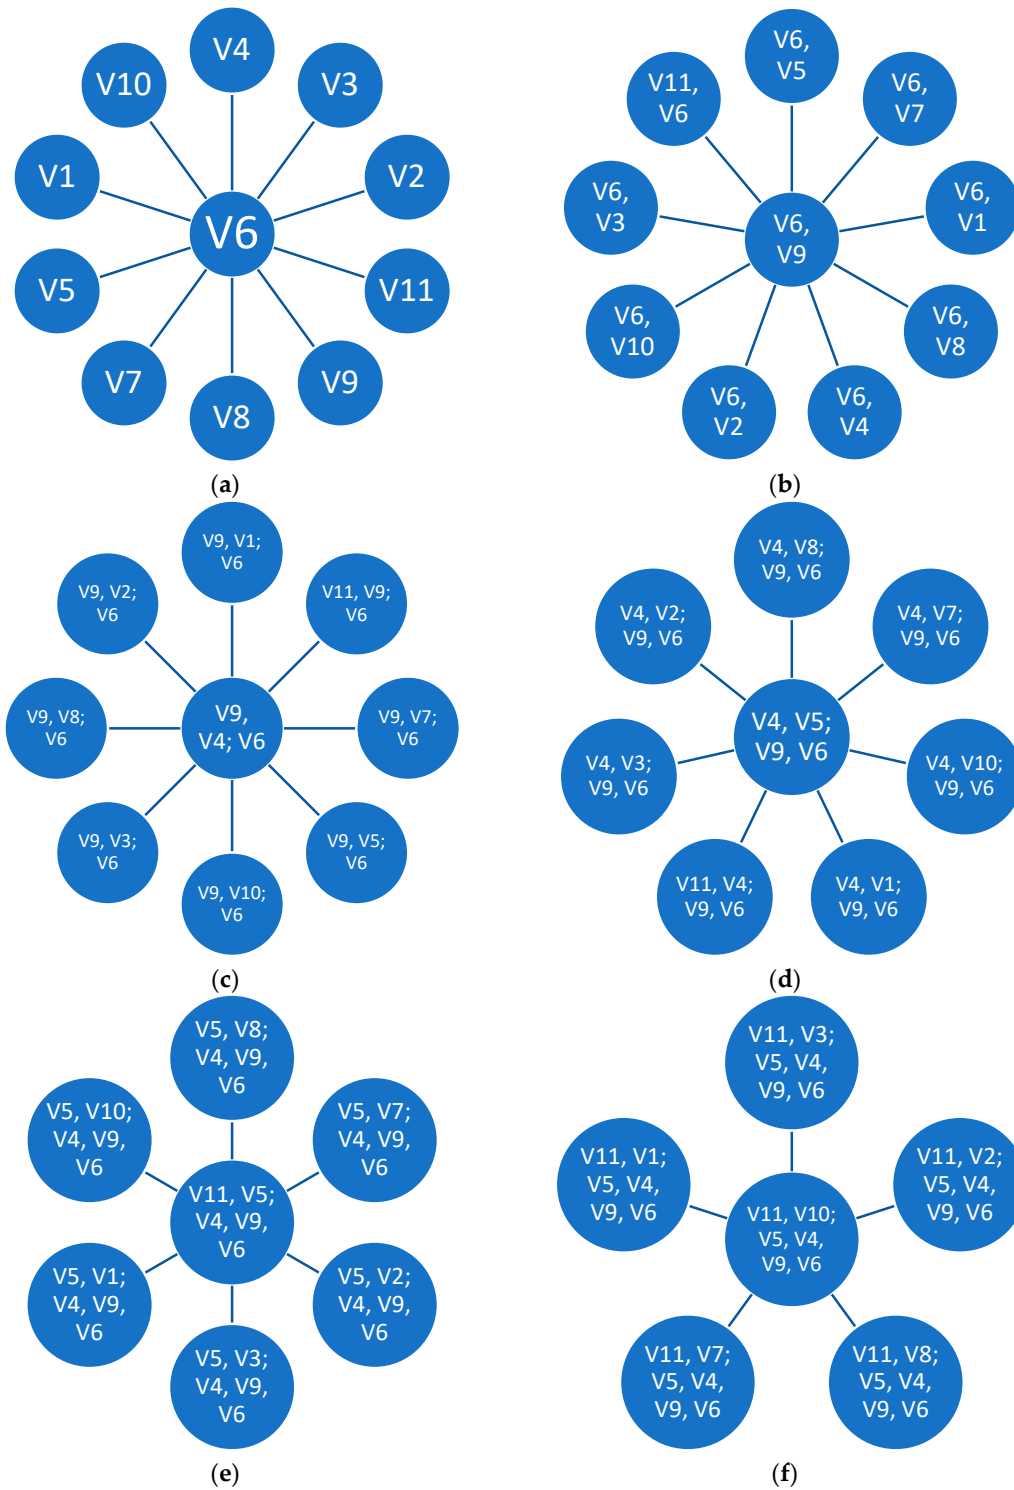 V4
V10
V3
V1
V2
V6
V5
V11
V7
V9
V8
(a)
V6,
V5
V11,
V6
V6,
V7
V6,
V3
V6,
V1
V6,
V9
V6,
V10
V6,
V8
V6,
V2
V6,
V4
(b)
V9, V1;
V6
V9, V2;
V6
V11, V9;
V6
V9, V8;
V6
V9,
V4; V6
V9, V7;
V6
V9, V3;
V6
V9, V5;
V6
V9, V10;
V6
(c)
V4, V8;
V9, V6
V4, V2;
V9, V6
V4, V7;
V9, V6
V4, V5;
V9, V6
V4, V3;
V9, V6
V4, V10;
V9, V6
V11, V4;
V9, V6
V4, V1;
V9, V6
(d)
V5, V8;
V4, V9,
V6
V5, V10;
V4, V9,
V6
V5, V7;
V4, V9,
V6
V11, V5;
V4, V9,
V6
V5, V1;
V4, V9,
V6
V5, V2;
V4, V9,
V6
V5, V3;
V4, V9,
V6
(e)
V11, V3;
V5, V4,
V9, V6
V11, V1;
V5, V4,
V9, V6
V11, V2;
V5, V4,
V9, V6
V11, V10;
V5, V4,
V9, V6
V11, V7;
V5, V4,
V9, V6
V11, V8;
V5, V4,
V9, V6
(f)